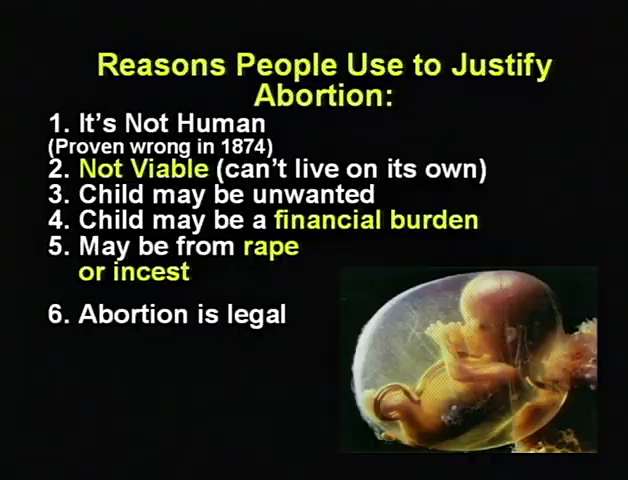 Reasons People Use to Justify
Abortion:
1. It's Not Human
(Proven wrong in 1874)
2. Not Viable (can't live on its own)
3. Child may be unwanted
4. Child may be a financial burden
5. May be from rape
or incest
6. Abortion is legal